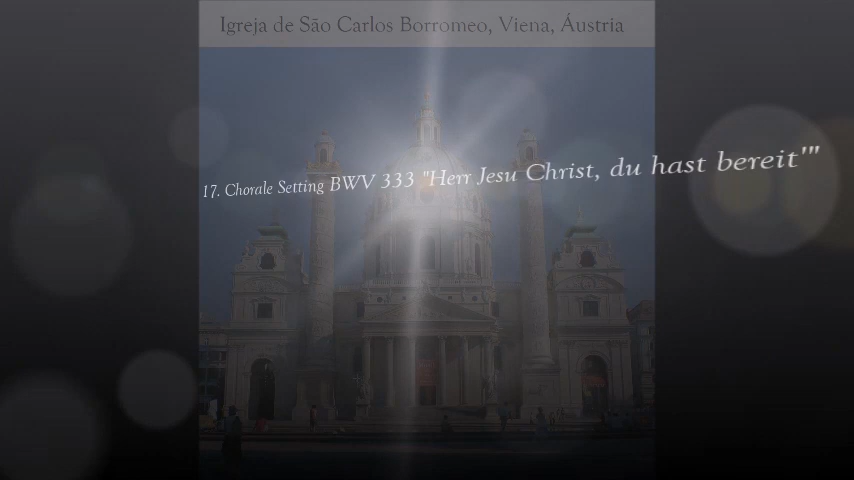 Igreja de São Carlos Borromeo, Viena, Áustria
17. Chorale Setting BWV 333 "Herr Jesu Christ, du hast bereit'"